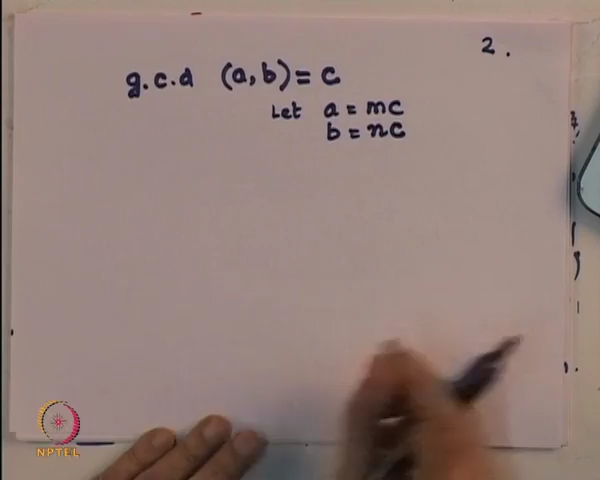 2.
g.c.d (a,b) = c
Let a = mc
b = nc
NPTEL